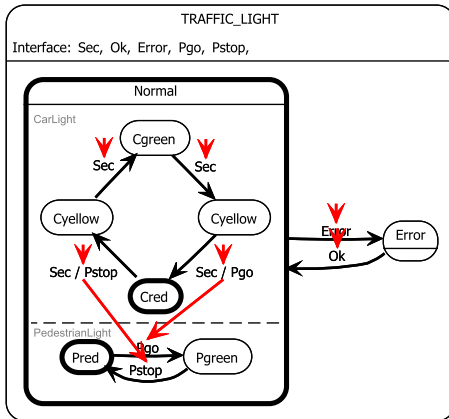 TRAFFIC_LIGHT
Interface: Sec, Ok, Error, Pgo, Pstop,
Normal
CarLight
Cgreen
Sec
Sec
Cyellow
Cyellow
Error
Error
Ok
Sec / Pstop
Sec / Pgo
Cred
PedestrianLight
Pgo
Pred
Pgreen
Pstop